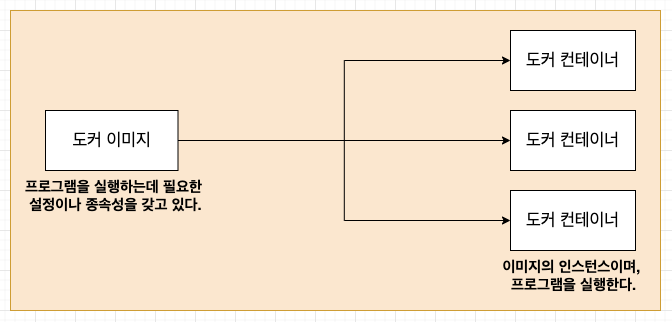 도커 컨테이너
도커 이미지
도커 컨테이너
프로그램을 실행하는데 필요한
설정이나 종속성을 갖고 있다.
도커 컨테이너
이미지의 인스턴스이며,
프로그램을 실행한다.